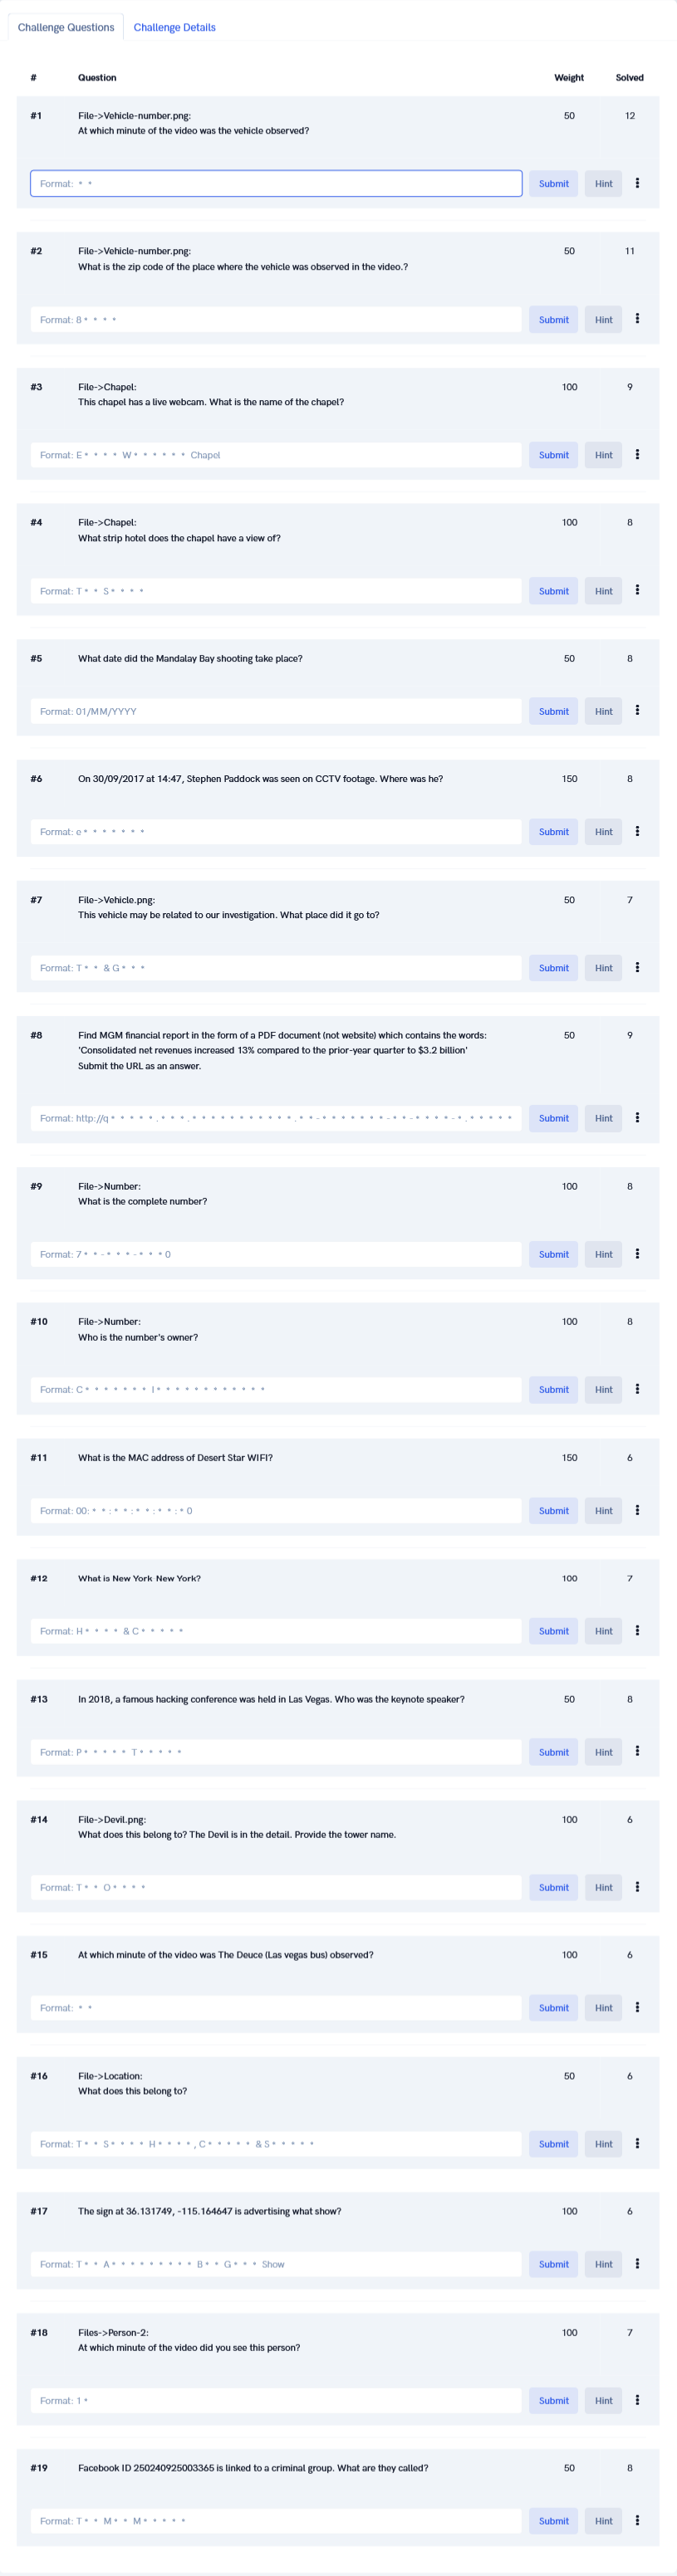 Challenge Questions Challenge Details
# Question Weight Solved
#1 File->Vehicle-number.png: 50 12
At which minute of the video was the vehicle observed?
Format: * * Submit Hint
#2 File->Vehicle-number.png: 50 11
What is the zip code of the place where the vehicle was observed in the video.?
Format: 8 * * * * Submit Hint
#3 File->Chapel: 100 9
This chapel has a live webcam. What is the name of the chapel?
Format: E * * * * W * * * * * * Chapel Submit Hint
#4 File->Chapel: 100 8
What strip hotel does the chapel have a view of?
Format: T * * S * * * * Submit Hint
#5 What date did the Mandalay Bay shooting take place? 50 8
Format: 01/MM/YYYY Submit Hint
#6 On 30/09/2017 at 14:47, Stephen Paddock was seen on CCTV footage. Where was he? 150 8
Format: e * * * * * * * Submit Hint
#7 File->Vehicle.png: 50 7
This vehicle may be related to our investigation. What place did it go to?
Format: T * * & G * * * Submit Hint
#8 Find MGM financial report in the form of a PDF document (not website) which contains the words: 50 9
'Consolidated net revenues increased 13% compared to the prior-year quarter to $3.2 billion'
Submit the URL as an answer.
Format: http://q * * * * * . * * * . * * * * * * * * * * * . * * - * * * * * * * - * * - * * * * - * . * * * * * Submit Hint
#9 File->Number: 100 8
What is the complete number?
Format: 7 * * - * * * - * * * 0 Submit Hint
#10 File->Number: 100 8
Who is the number's owner?
Format: C * * * * * * * I * * * * * * * * * * * * Submit Hint
#11 What is the MAC address of Desert Star WIFI? 150 6
Format: 00: * * : * * : * * : * * : * 0 Submit Hint
#12 What is New York-New York? 100 7
Format: H * * * * & C * * * * * Submit Hint
#13 In 2018, a famous hacking conference was held in Las Vegas. Who was the keynote speaker? 50 8
Format: P * * * * * T * * * * * Submit Hint
#14 File->Devil.png: 100 6
What does this belong to? The Devil is in the detail. Provide the tower name.
Format: T * * O * * * * Submit Hint
#15 At which minute of the video was The Deuce (Las vegas bus) observed? 100 6
Format: * * Submit Hint
#16 File->Location: 50 6
What does this belong to?
Format: T * * S * * * * H * * * * , C * * * * * & S * * * * * Submit Hint
#17 The sign at 36.131749, -115.164647 is advertising what show? 100 6
Format: T * * A * * * * * * * * * B * * G * * * Show Submit Hint
#18 Files->Person-2: 100 7
At which minute of the video did you see this person?
Format: 1 * Submit Hint
#19 Facebook ID 250240925003365 is linked to a criminal group. What are they called? 50 8
Format: T * * M * * M * * * * * Submit Hint